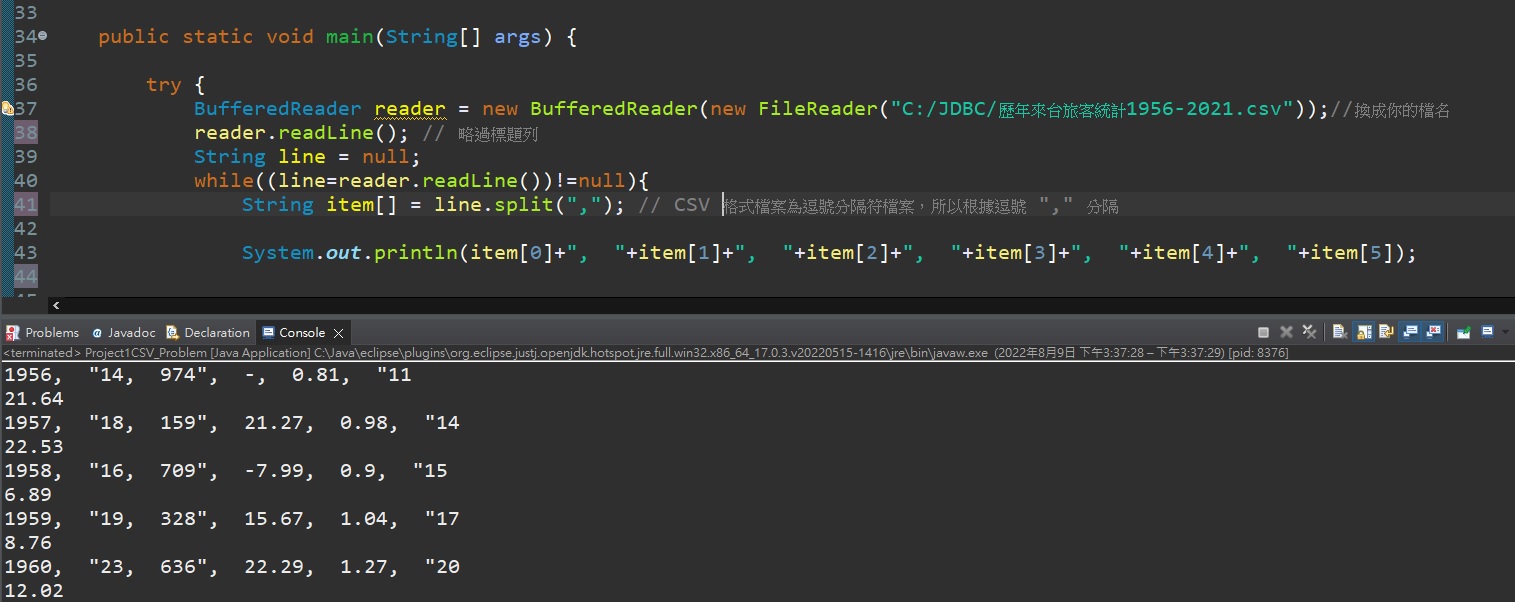 33
34 public static void main(String[] args) {
35
36 try {
37 BufferedReader reader = new BufferedReader(new FileReader("C:/JDBC/歷年來台旅客統計1956-2021.csv"));//換成你的檔名
38 reader.readLine(); // 略過標題列
39 String line = null;
40 while((line=reader.readLine())!=null){
41 String item[] = line.split(","); // CSV 格式檔案為逗號分隔符檔案，所以根據逗號 "," 分隔
42
43 System.out.println(item[0]+", "+item[1]+", "+item[2]+", "+item[3]+", "+item[4]+", "+item[5]);
44
Problems Javadoc Declaration Console
<terminated> Project1CSV_Problem [Java Application] C:\Java\eclipse\plugins\org.eclipse.justj.openjdk.hotspot.jre.full.win32.x86_64_17.0.3.v20220515-1416\jre\bin\javaw.exe (2022年8月9日 下午3:37:28 – 下午3:37:29) [pid: 8376]
1956, "14, 974", -, 0.81, "11
21.64
1957, "18, 159", 21.27, 0.98, "14
22.53
1958, "16, 709", -7.99, 0.9, "15
6.89
1959, "19, 328", 15.67, 1.04, "17
8.76
1960, "23, 636", 22.29, 1.27, "20
12.02